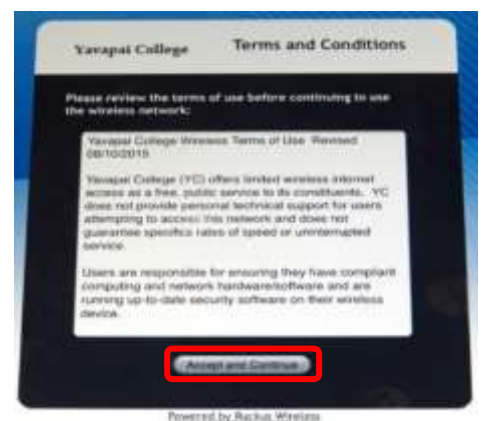 Yavapai College
Terms and Conditions
Please review the terms of use before continuing to use
the wireless network:
Yavapai College Wireless Terms of Use Revised
08/10/2015
Yavapai College (YC) offers limited wireless internet
access as a free, public service to its constituents. YC
does not provide personal technical support for users
attempting to access this network and does not
guarantee specifics rates of speed or uninterrupted
service.
Users are responsible for ensuring they have compliant
computing and network hardware/software and are
running up-to-date security software on their wireless
device.
Accept and Continue
Powered by Ruckus Wireless